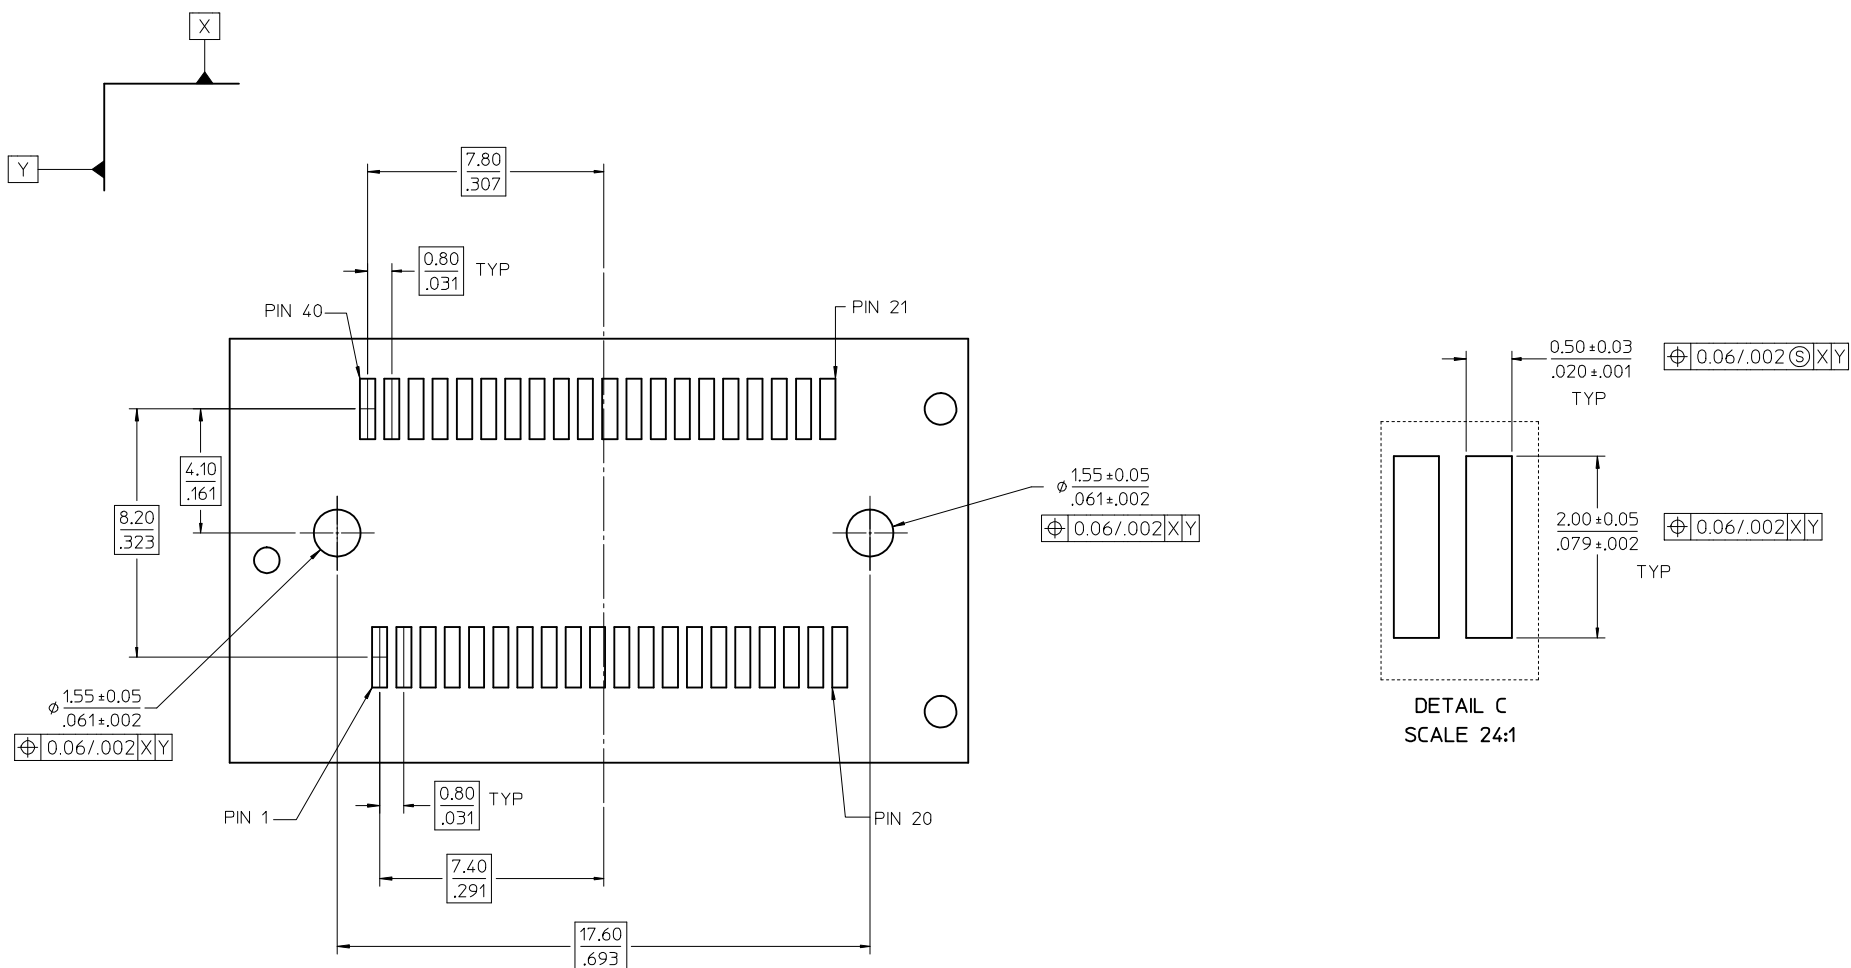 X
Y
7.80
.307
0.80
.031
TYP
PIN 40
PIN 21
4.10
.161
8.20
.323
⌀ 1.55 ±0.05
.061±.002
⌖ 0.06/.002 X Y
⌀ 1.55 ±0.05
.061±.002
⌖ 0.06/.002 X Y
PIN 1
0.80
.031
TYP
PIN 20
7.40
.291
17.60
.693
0.50 ±0.03
.020 ±.001
TYP
⌖ 0.06/.002 Ⓢ X Y
2.00 ±0.05
.079 ±.002
TYP
⌖ 0.06/.002 X Y
DETAIL C
SCALE 24:1